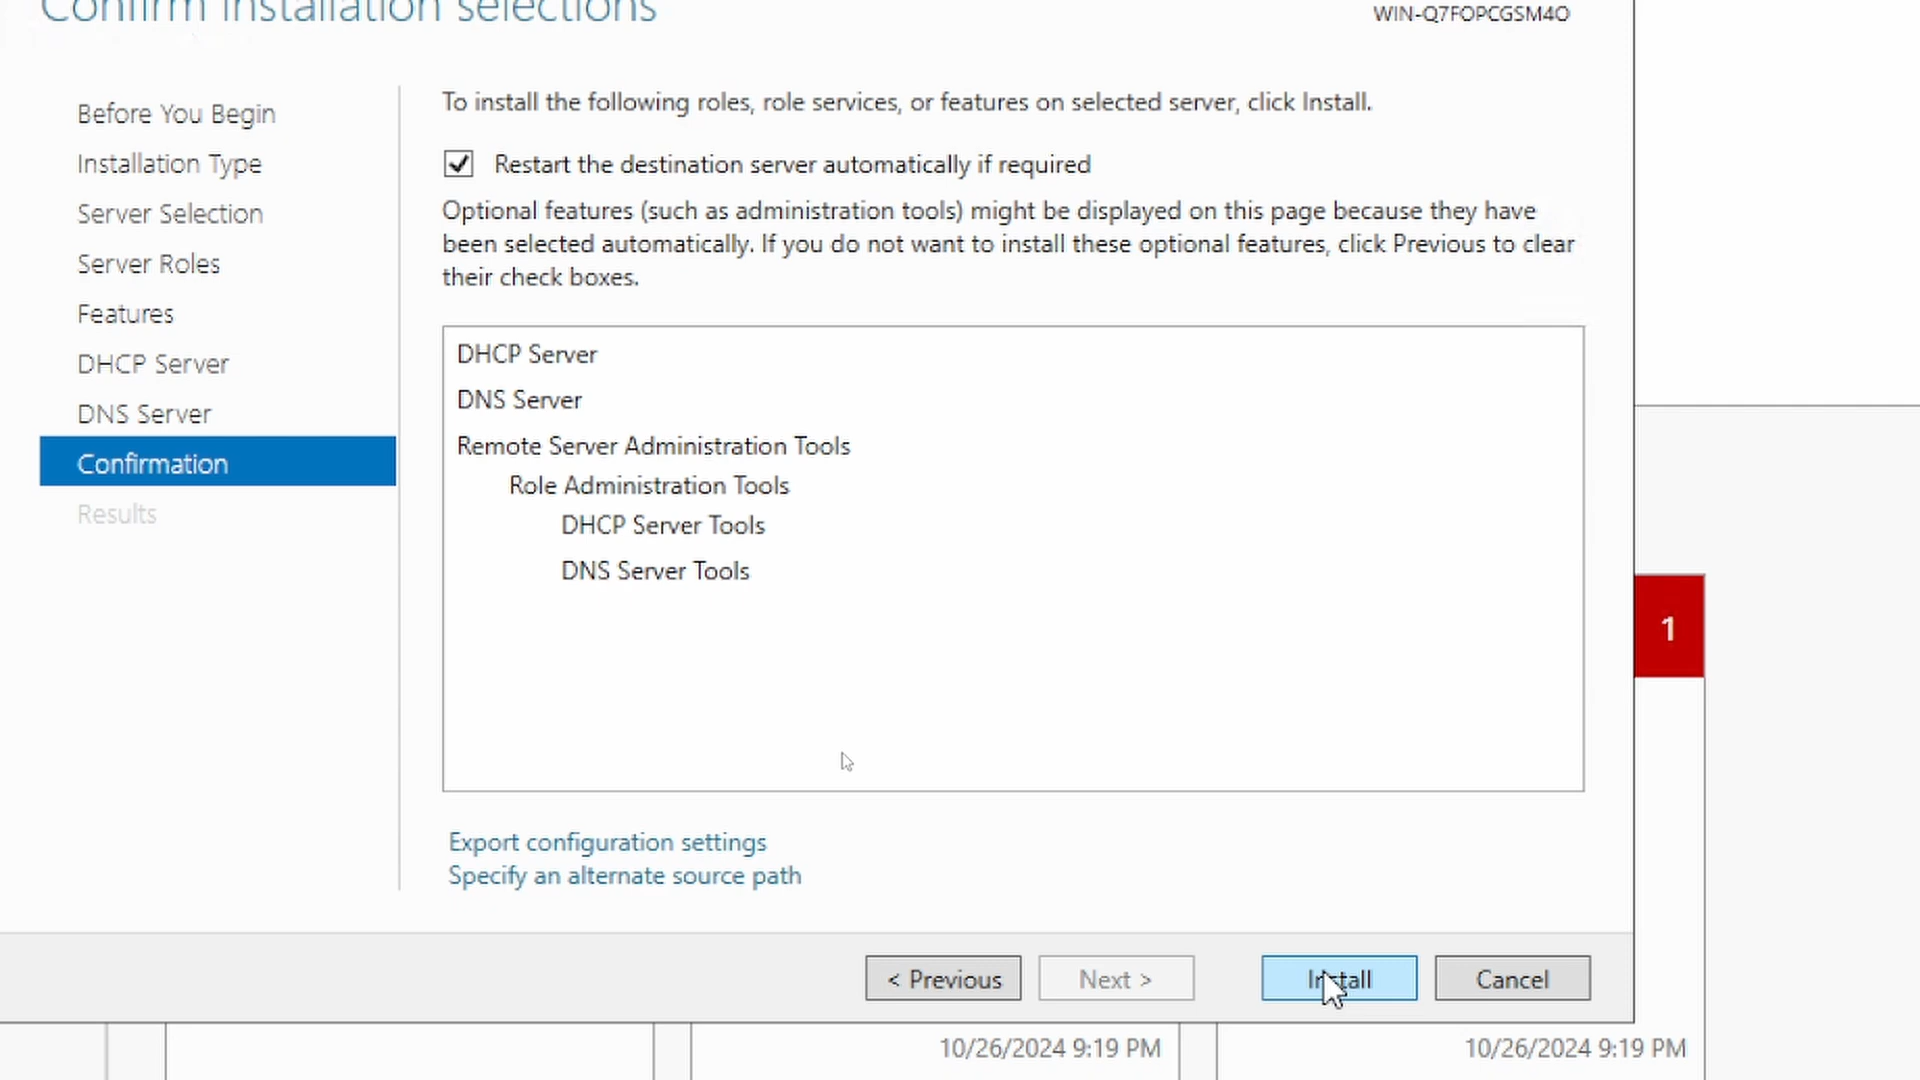 Confirm installation selections
WIN-Q7FOPCGSM4O
Before You Begin
Installation Type
Server Selection
Server Roles
Features
DHCP Server
DNS Server
Confirmation
Results
To install the following roles, role services, or features on selected server, click Install.
Restart the destination server automatically if required
Optional features (such as administration tools) might be displayed on this page because they have
been selected automatically. If you do not want to install these optional features, click Previous to clear
their check boxes.
DHCP Server
DNS Server
Remote Server Administration Tools
Role Administration Tools
DHCP Server Tools
DNS Server Tools
Export configuration settings
Specify an alternate source path
< Previous
Next >
Install
Cancel
1
10/26/2024 9:19 PM
10/26/2024 9:19 PM